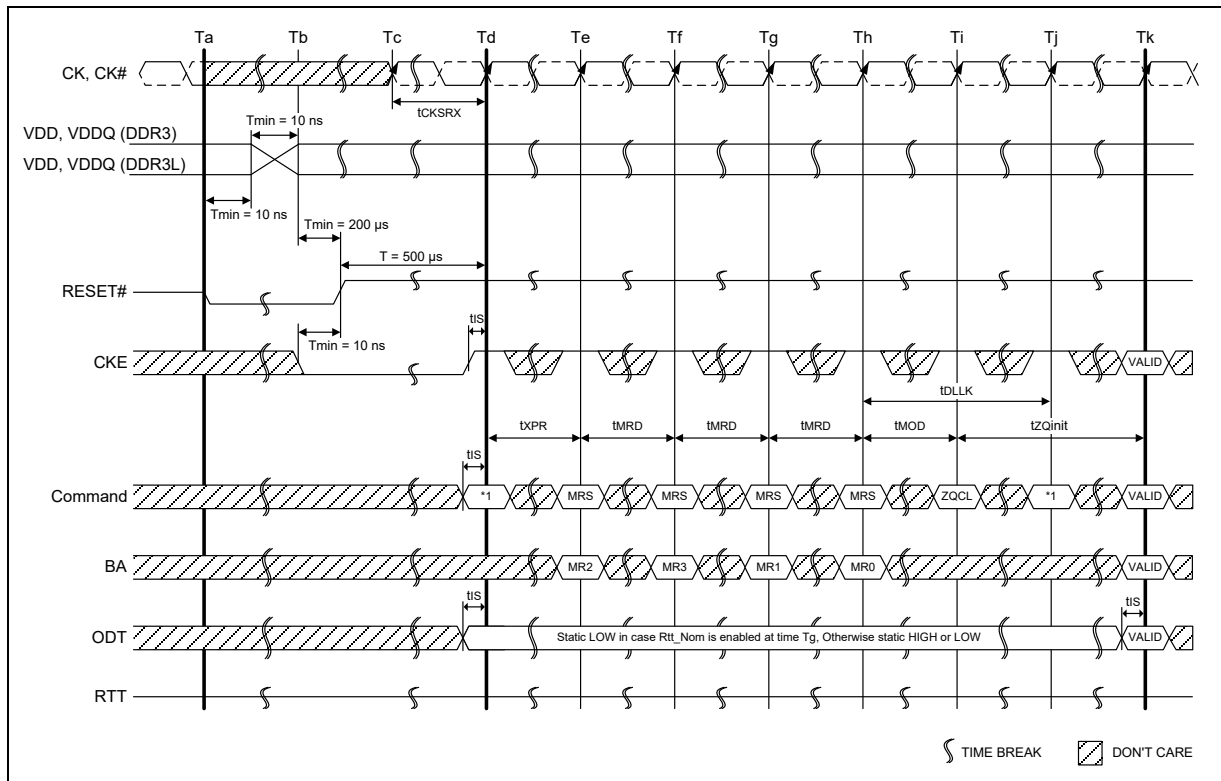 Ta Tb Tc Td Te Tf Tg Th Ti Tj Tk
CK, CK#
tCKSRX
Tmin = 10 ns
VDD, VDDQ (DDR3)
VDD, VDDQ (DDR3L)
Tmin = 10 ns
Tmin = 200 µs
T = 500 µs
RESET#
Tmin = 10 ns
tIS
CKE
VALID
tDLLK
tXPR tMRD tMRD tMRD tMOD tZQinit
tIS
Command *1 MRS MRS MRS MRS ZQCL *1 VALID
BA MR2 MR3 MR1 MR0 VALID
tIS tIS
ODT Static LOW in case Rtt_Nom is enabled at time Tg, Otherwise static HIGH or LOW VALID
RTT
TIME BREAK DON'T CARE